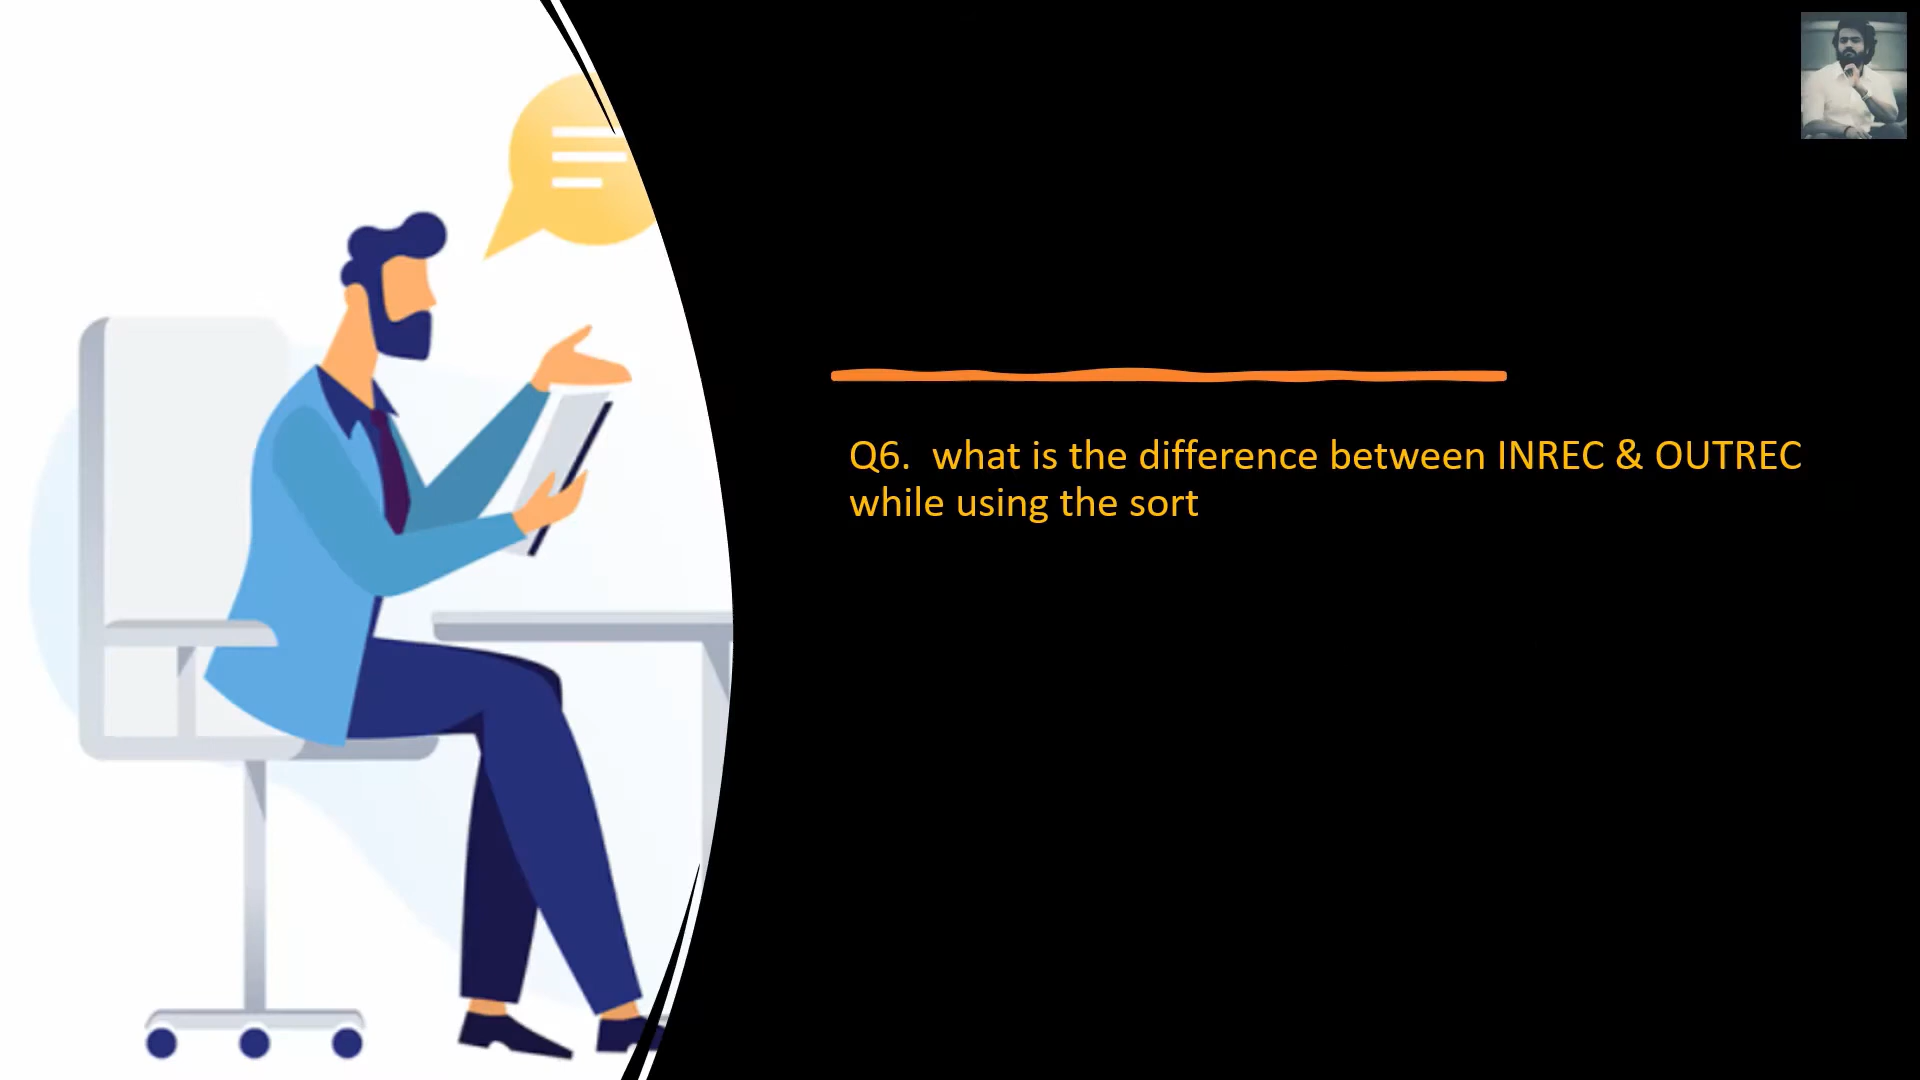 Q6.  what is the difference between INREC & OUTREC
while using the sort